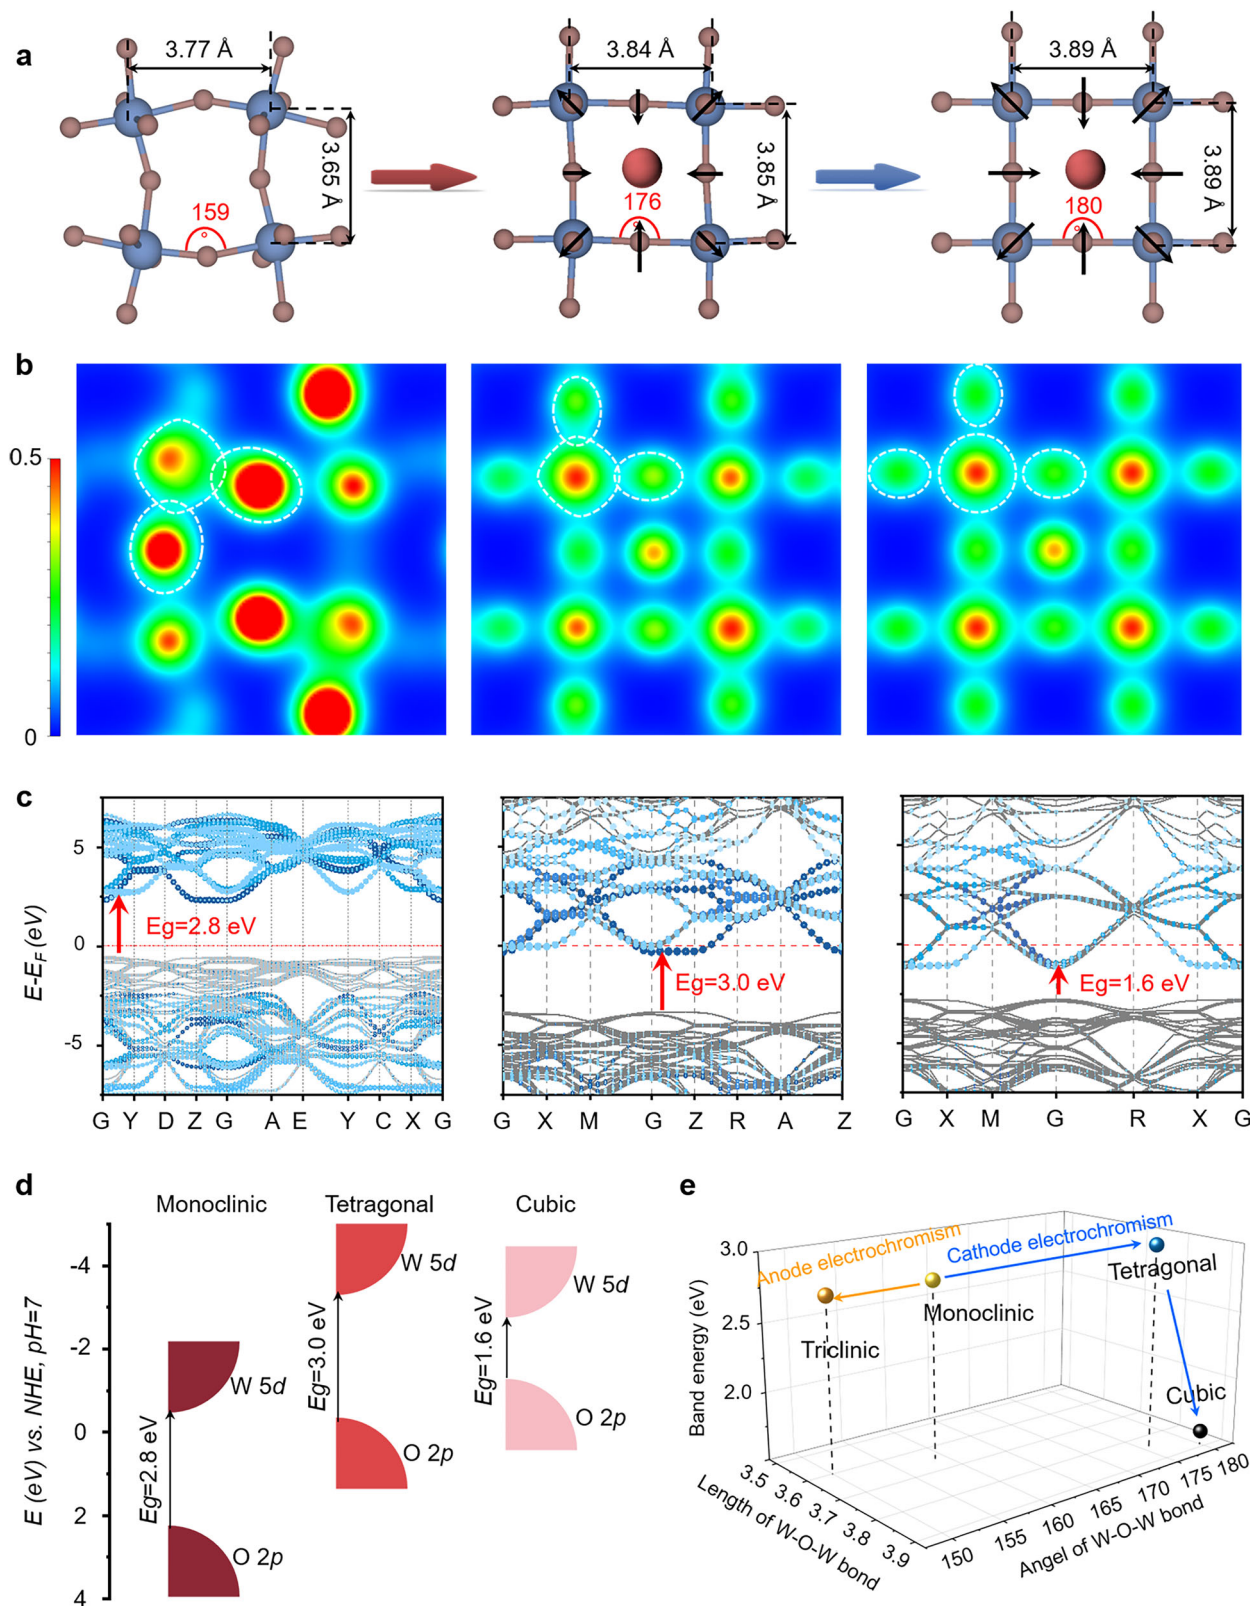 a
3.77 Å
3.65 Å
159
°
3.84 Å
3.85 Å
176
°
3.89 Å
3.89 Å
180
°
b
0.5
0
c
E-E_F (eV)
5
0
-5
Eg=2.8 eV
G Y D Z G A E Y C X G
Eg=3.0 eV
G X M G Z R A Z
Eg=1.6 eV
G X M G R X G
d
Monoclinic
Tetragonal
Cubic
E (eV) vs. NHE, pH=7
-4
-2
0
2
4
W 5d
Eg=2.8 eV
O 2p
W 5d
Eg=3.0 eV
O 2p
W 5d
Eg=1.6 eV
O 2p
e
Band energy (eV)
3.0
2.5
2.0
Anode electrochromism
Cathode electrochromism
Triclinic
Monoclinic
Tetragonal
Cubic
3.5
3.6
3.7
3.8
3.9
Length of W-O-W bond
150
155
160
165
170
175
180
Angel of W-O-W bond